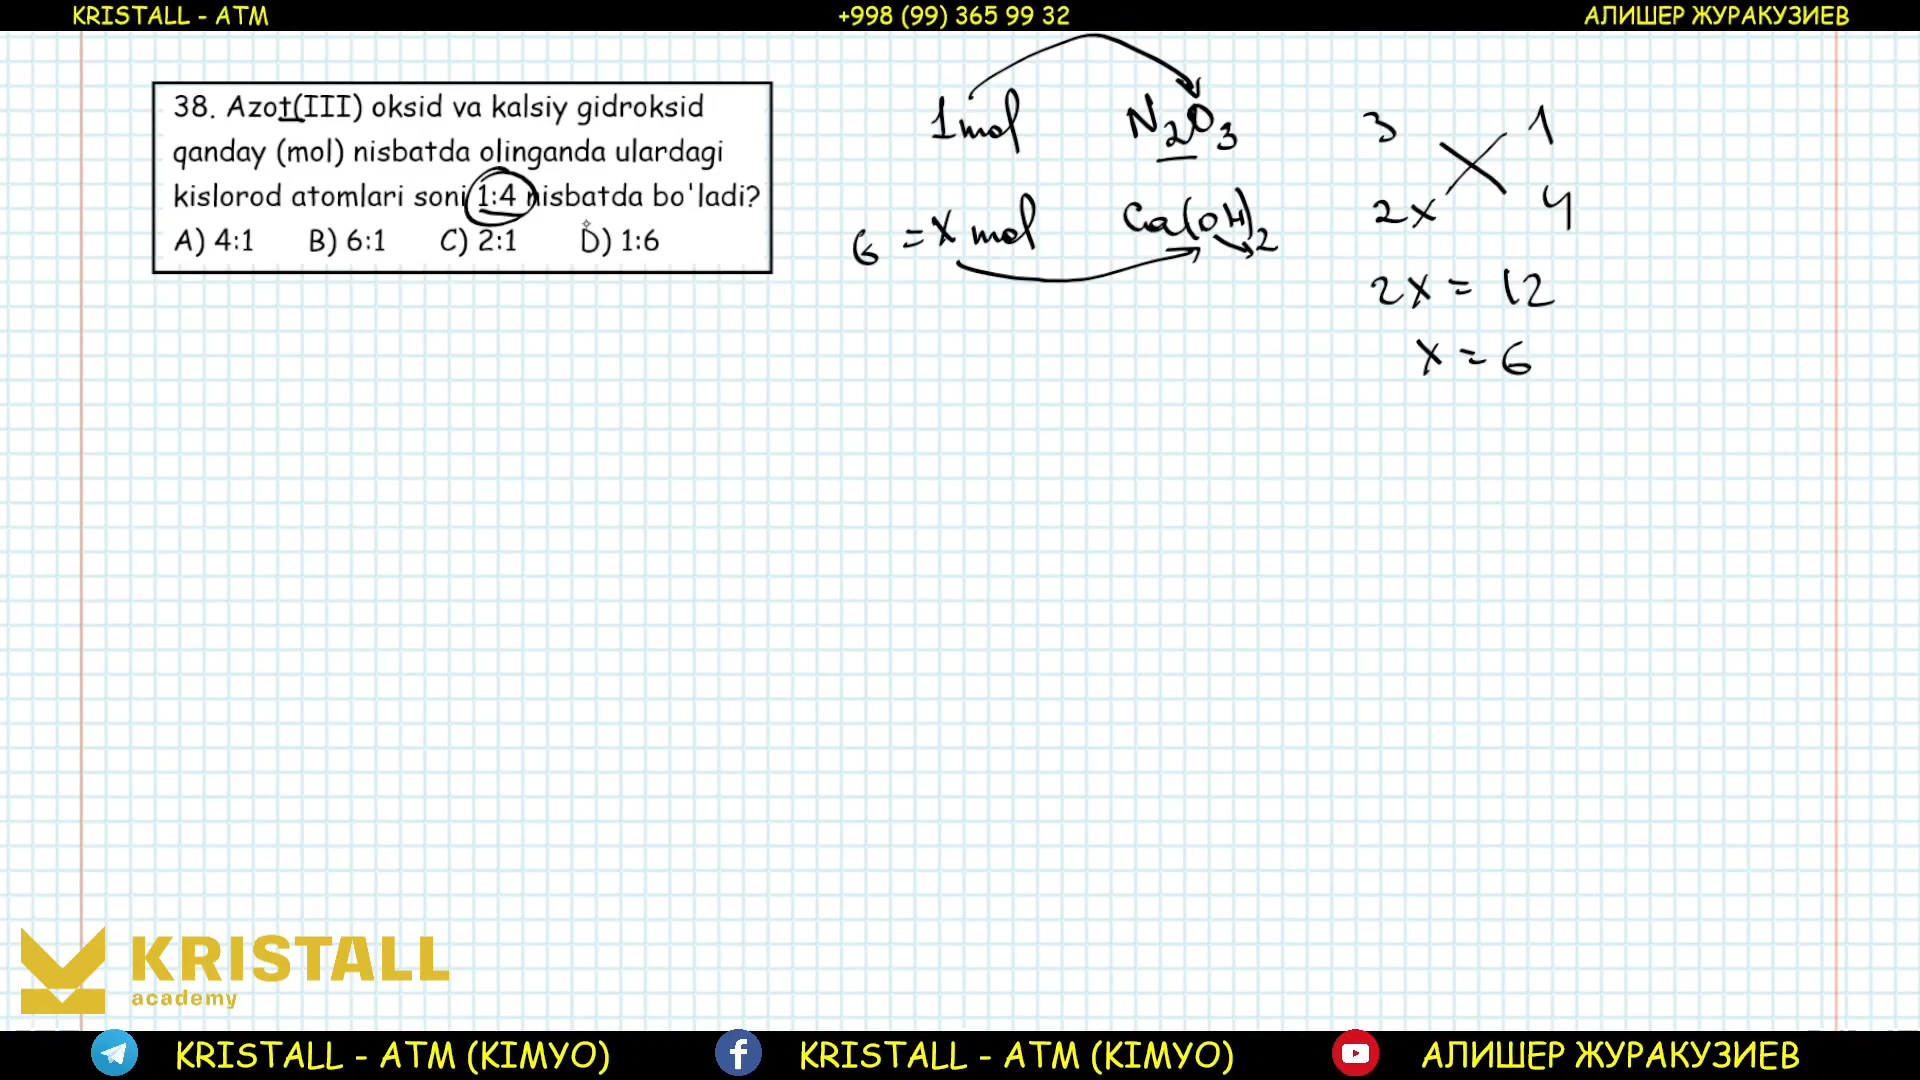 KRISTALL - ATM
+998 (99) 365 99 32
АЛИШЕР ЖУРАКУЗИЕВ
38. Azot(III) oksid va kalsiy gidroksid
qanday (mol) nisbatda olinganda ulardagi
kislorod atomlari soni 1:4 nisbatda bo'ladi?
A) 4:1 B) 6:1 C) 2:1 D) 1:6
1 mol N2O3
6 = x mol Ca(OH)2
3 1
2x 4
2x = 12
x = 6
KRISTALL
academy
KRISTALL - ATM (KIMYO)
KRISTALL - ATM (KIMYO)
АЛИШЕР ЖУРАКУЗИЕВ